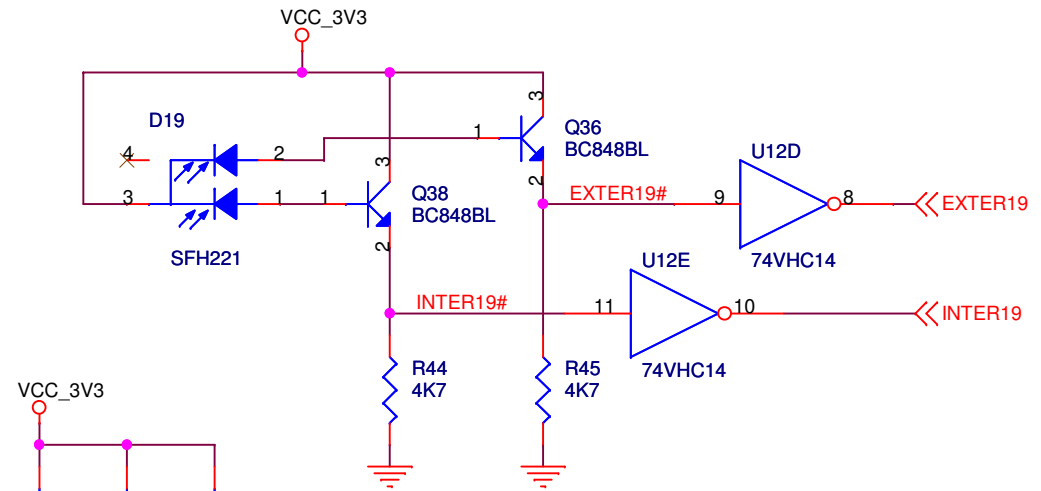 VCC_3V3
D19
4
2
3
1
SFH221
1
3
2
Q38
BC848BL
1
3
2
Q36
BC848BL
EXTER19#
9
U12D
8
74VHC14
EXTER19
INTER19#
11
U12E
10
74VHC14
INTER19
R44
4K7
R45
4K7
VCC_3V3